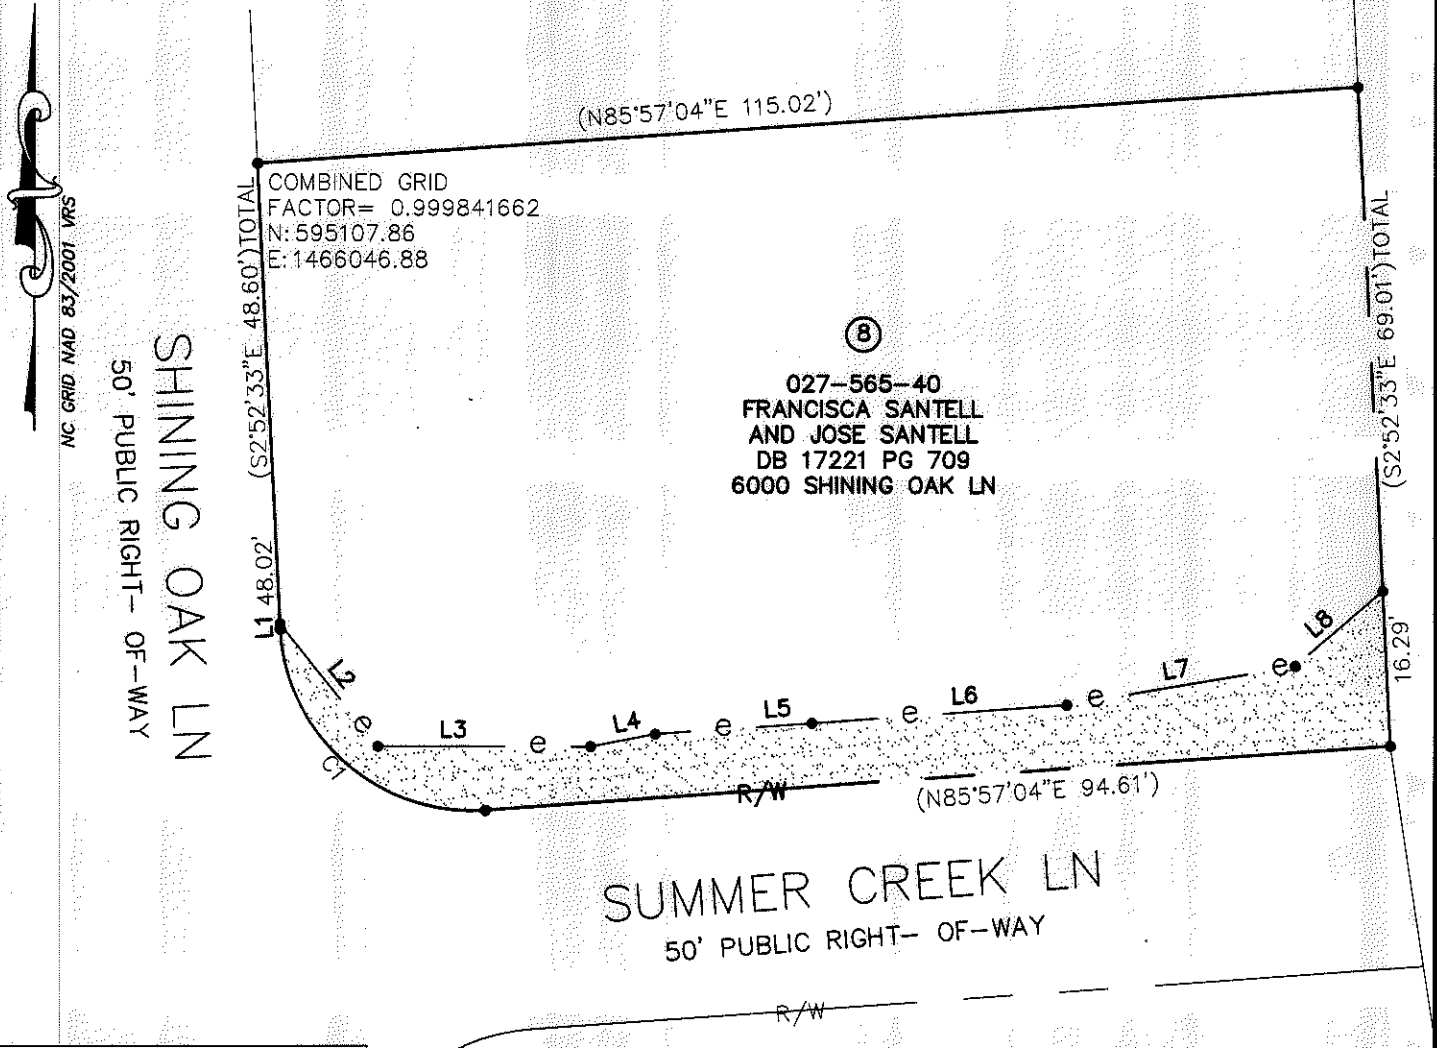 (N85°57'04"E 115.02')
COMBINED GRID
FACTOR= 0.999841662
N: 595107.86
E: 1466046.88
NC GRID NAD 83/2001 VRS
SHINING OAK LN
50' PUBLIC RIGHT- OF-WAY
(S2°52'33"E 48.60')TOTAL
L1 48.02'
(S2°52'33"E 69.01')TOTAL
8
027-565-40
FRANCISCA SANTELL
AND JOSE SANTELL
DB 17221 PG 709
6000 SHINING OAK LN
L2
e
L3
e
L4
e
L5
e
L6
e
L7
e
L8
16.29'
C1
R/W
(N85°57'04"E 94.61')
SUMMER CREEK LN
50' PUBLIC RIGHT- OF-WAY
R/W